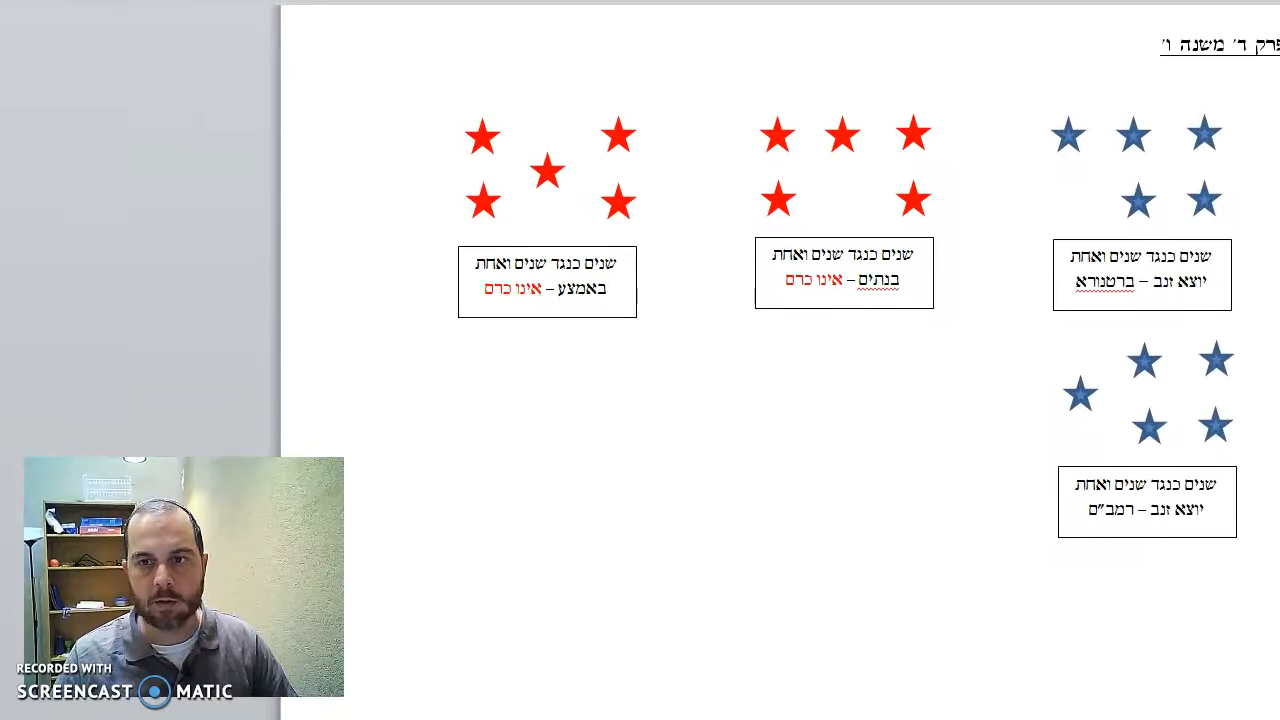 פרק ד׳ משנה ו׳
שנים כנגד שנים ואחת
יוצא זנב – ברטנורא
שנים כנגד שנים ואחת
בנתים – אינו כרם
שנים כנגד שנים ואחת
באמצע – אינו כרם
שנים כנגד שנים ואחת
יוצא זנב – רמב״ם
RECORDED WITH
SCREENCAST MATIC